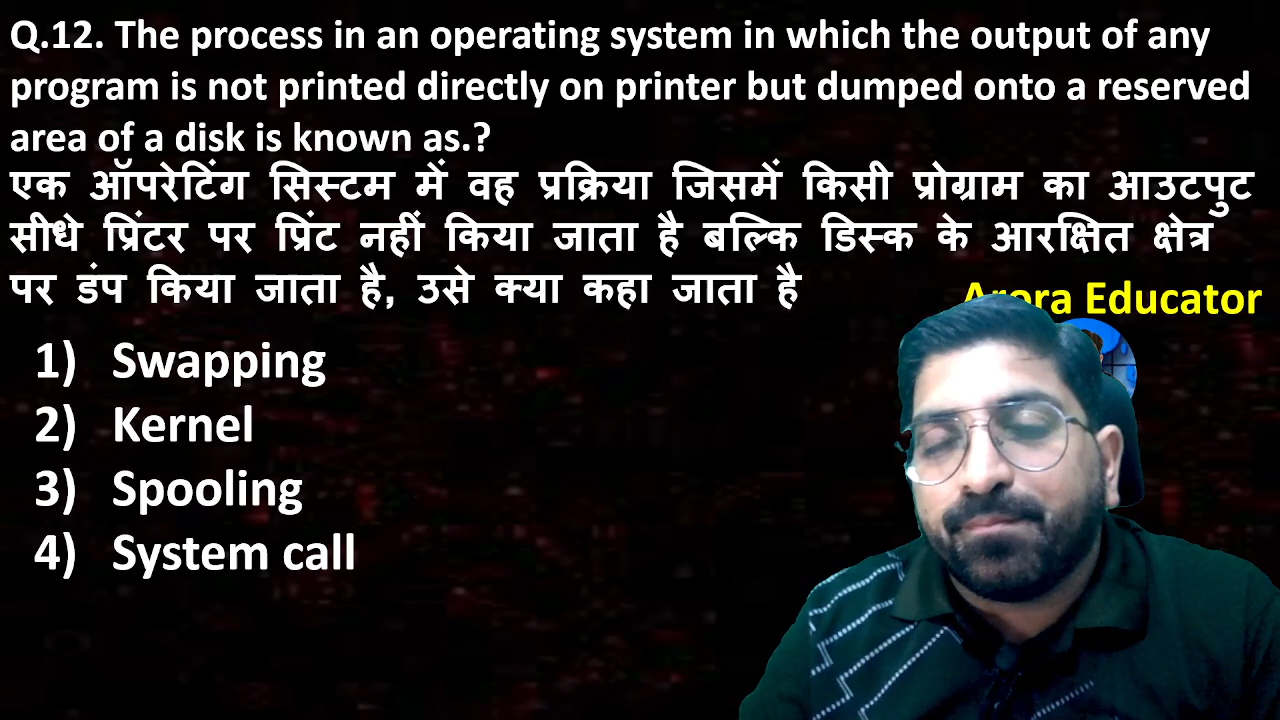 Q.12. The process in an operating system in which the output of any
program is not printed directly on printer but dumped onto a reserved
area of a disk is known as.?
एक ऑपरेटिंग सिस्टम में वह प्रक्रिया जिसमें किसी प्रोग्राम का आउटपुट
सीधे प्रिंटर पर प्रिंट नहीं किया जाता है बल्कि डिस्क के आरक्षित क्षेत्र
पर डंप किया जाता है, उसे क्या कहा जाता है
Arora Educator
1) Swapping
2) Kernel
3) Spooling
4) System call